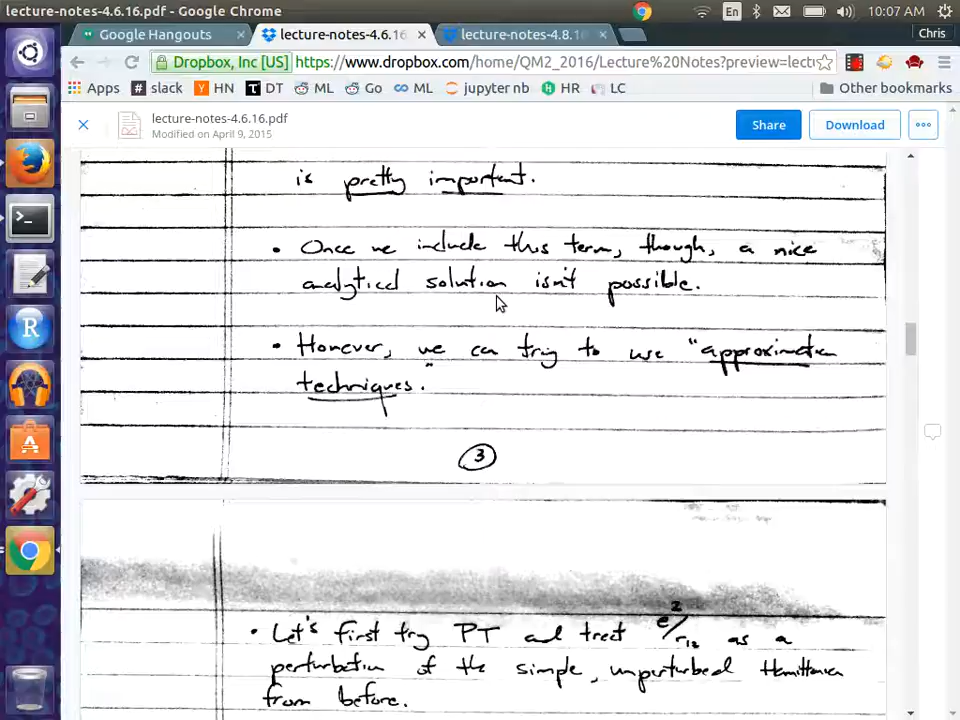 lecture-notes-4.6.16.pdf - Google Chrome
En
10:07 AM
Google Hangouts
lecture-notes-4.6.16
lecture-notes-4.8.16
Chris
Dropbox, Inc [US]
https://www.dropbox.com/home/QM2_2016/Lecture%20Notes?preview=lect
Apps
slack
HN
DT
ML
Go
ML
jupyter nb
HR
LC
Other bookmarks
lecture-notes-4.6.16.pdf
Modified on April 9, 2015
Share
Download
is pretty important.
• Once we include this term, though, a nice
analytical solution isn't possible.
• However, we can try to use "approximation
techniques."
3
• Let's first try PT and treat e²/r₁₂ as a
perturbation of the simple, unperturbed Hamiltonian
from before.